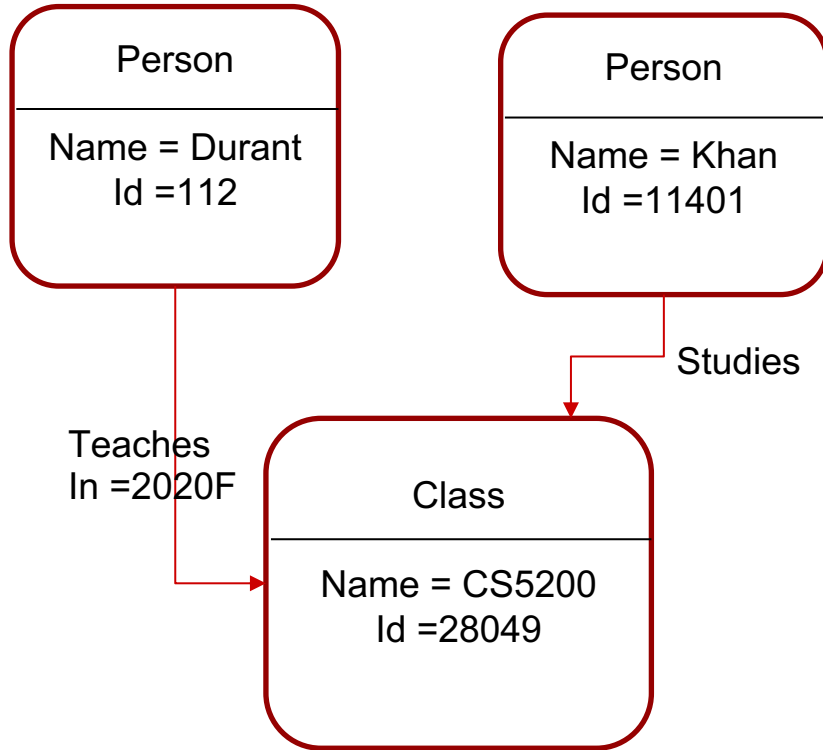 Person
Name = Durant
Id =112
Person
Name = Khan
Id =11401
Teaches
In =2020F
Studies
Class
Name = CS5200
Id =28049